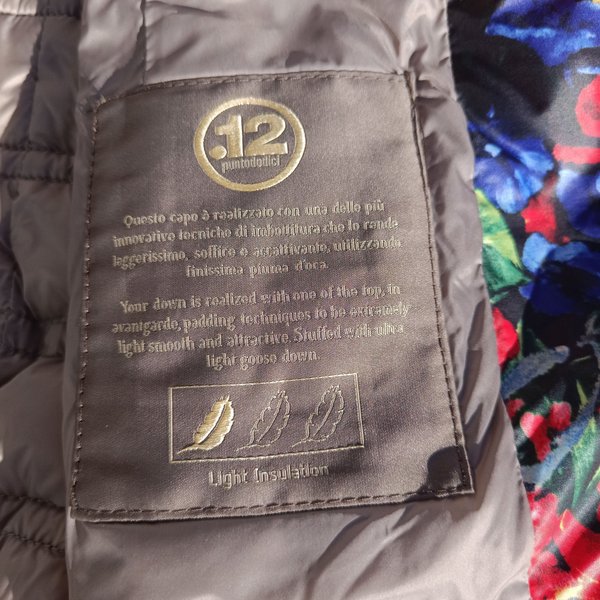 .12
puntododici
Questo capo è realizzato con una delle più
innovative tecniche di imbottitura che lo rende
leggerissimo, soffice e accattivante, utilizzando
finissima piuma d'oca.
Your down is realized with one of the top, in
avantgarde, padding techniques to be extremely
light smooth and attractive. Stuffed with ultra
light goose down.
Light Insulation